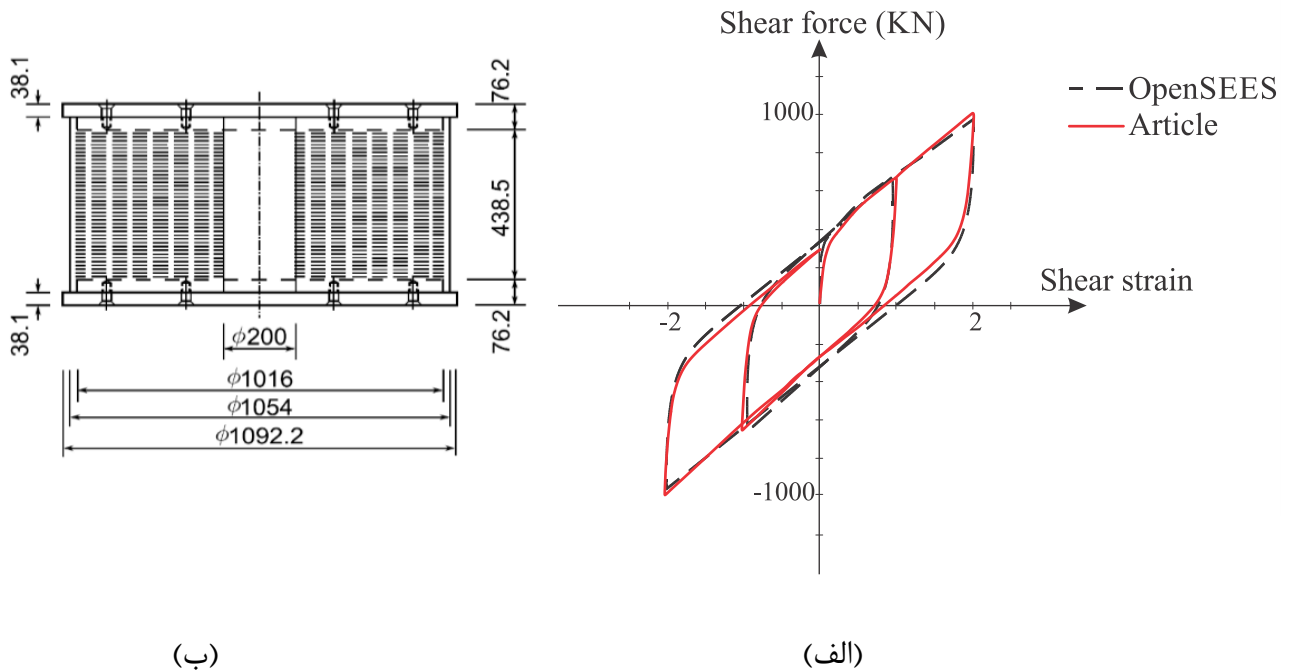 Shear force (KN)
1000
OpenSEES
Article
Shear strain
-2
2
-1000
38.1
76.2
438.5
38.1
76.2
ϕ200
ϕ1016
ϕ1054
ϕ1092.2
(الف)
(ب)